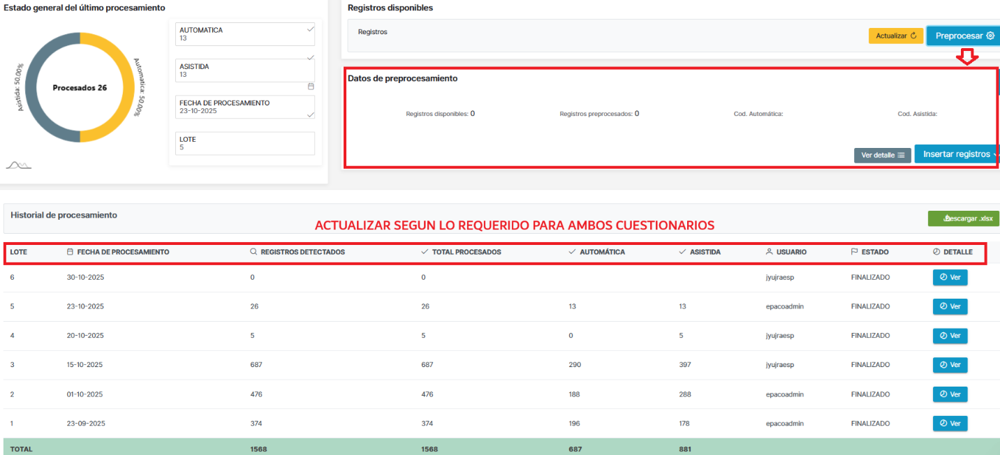 Estado general del último procesamiento
Procesados 26
Asistida: 50.00%
Automatica: 50.00%
AUTOMATICA
13
ASISTIDA
13
FECHA DE PROCESAMIENTO
23-10-2025
LOTE
5
Registros disponibles
Registros
Actualizar
Preprocesar
Datos de preprocesamiento
Registros disponibles: 0 Registros preprocesados: 0 Cod. Automática: Cod. Asistida:
Ver detalle
Insertar registros
Historial de procesamiento
ACTUALIZAR SEGUN LO REQUERIDO PARA AMBOS CUESTIONARIOS
Descargar .xlsx
LOTE FECHA DE PROCESAMIENTO REGISTROS DETECTADOS TOTAL PROCESADOS AUTOMÁTICA ASISTIDA USUARIO ESTADO DETALLE
6 30-10-2025 0 0 jyujraesp FINALIZADO Ver
5 23-10-2025 26 26 13 13 epacoadmin FINALIZADO Ver
4 20-10-2025 5 5 0 5 jyujraesp FINALIZADO Ver
3 15-10-2025 687 687 290 397 jyujraesp FINALIZADO Ver
2 01-10-2025 476 476 188 288 epacoadmin FINALIZADO Ver
1 23-09-2025 374 374 196 178 epacoadmin FINALIZADO Ver
TOTAL 1568 1568 687 881